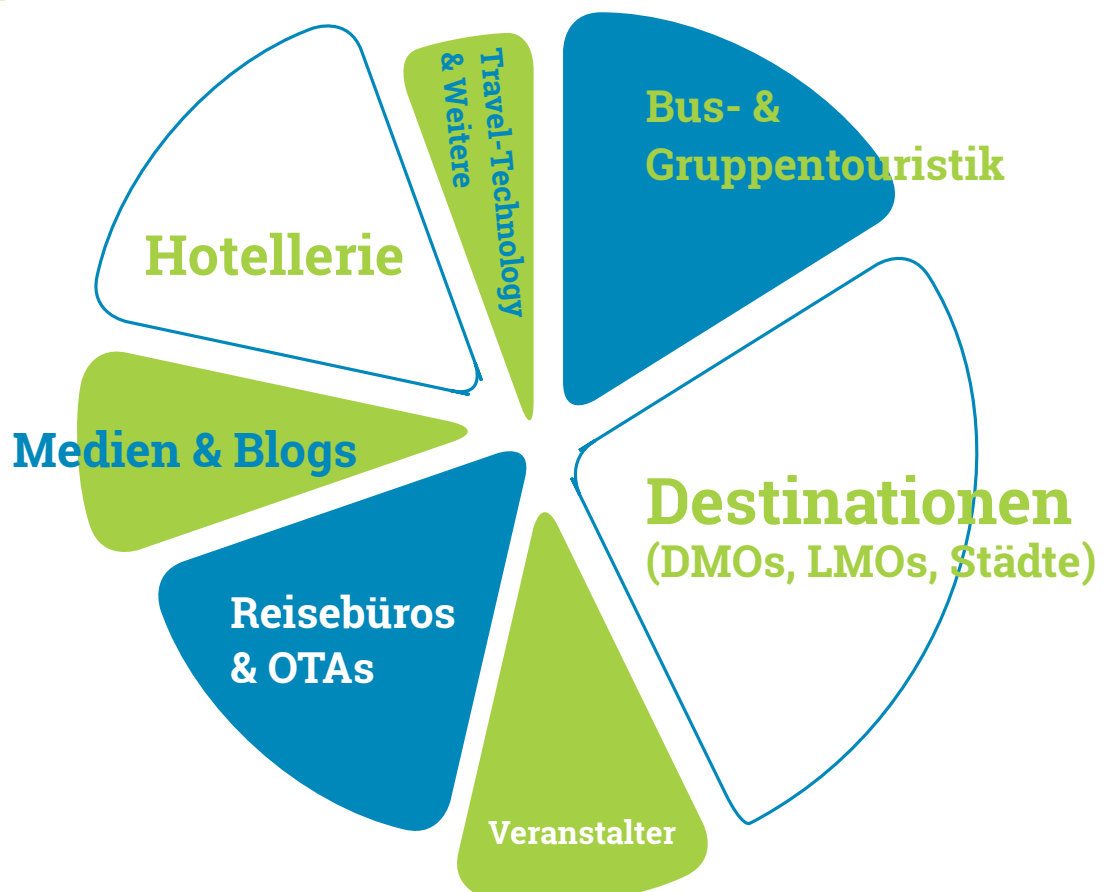 Travel-Technology
& Weitere
Bus- &
Gruppentouristik
Hotellerie
Medien & Blogs
Destinationen
(DMOs, LMOs, Städte)
Reisebüros
& OTAs
Veranstalter